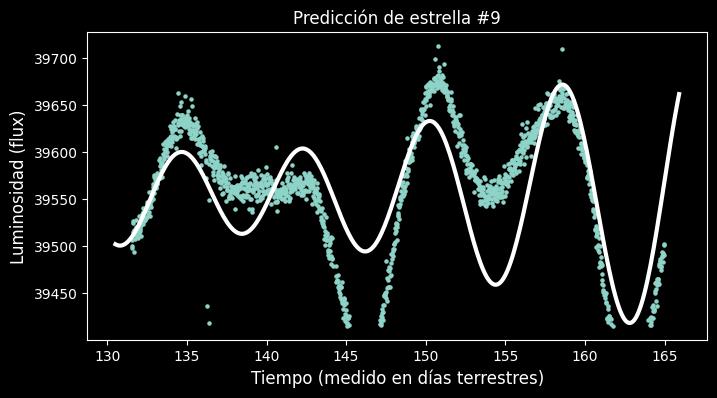 Predicción de estrella #9
Luminosidad (flux)
39700
39650
39600
39550
39500
39450
130 135 140 145 150 155 160 165
Tiempo (medido en días terrestres)